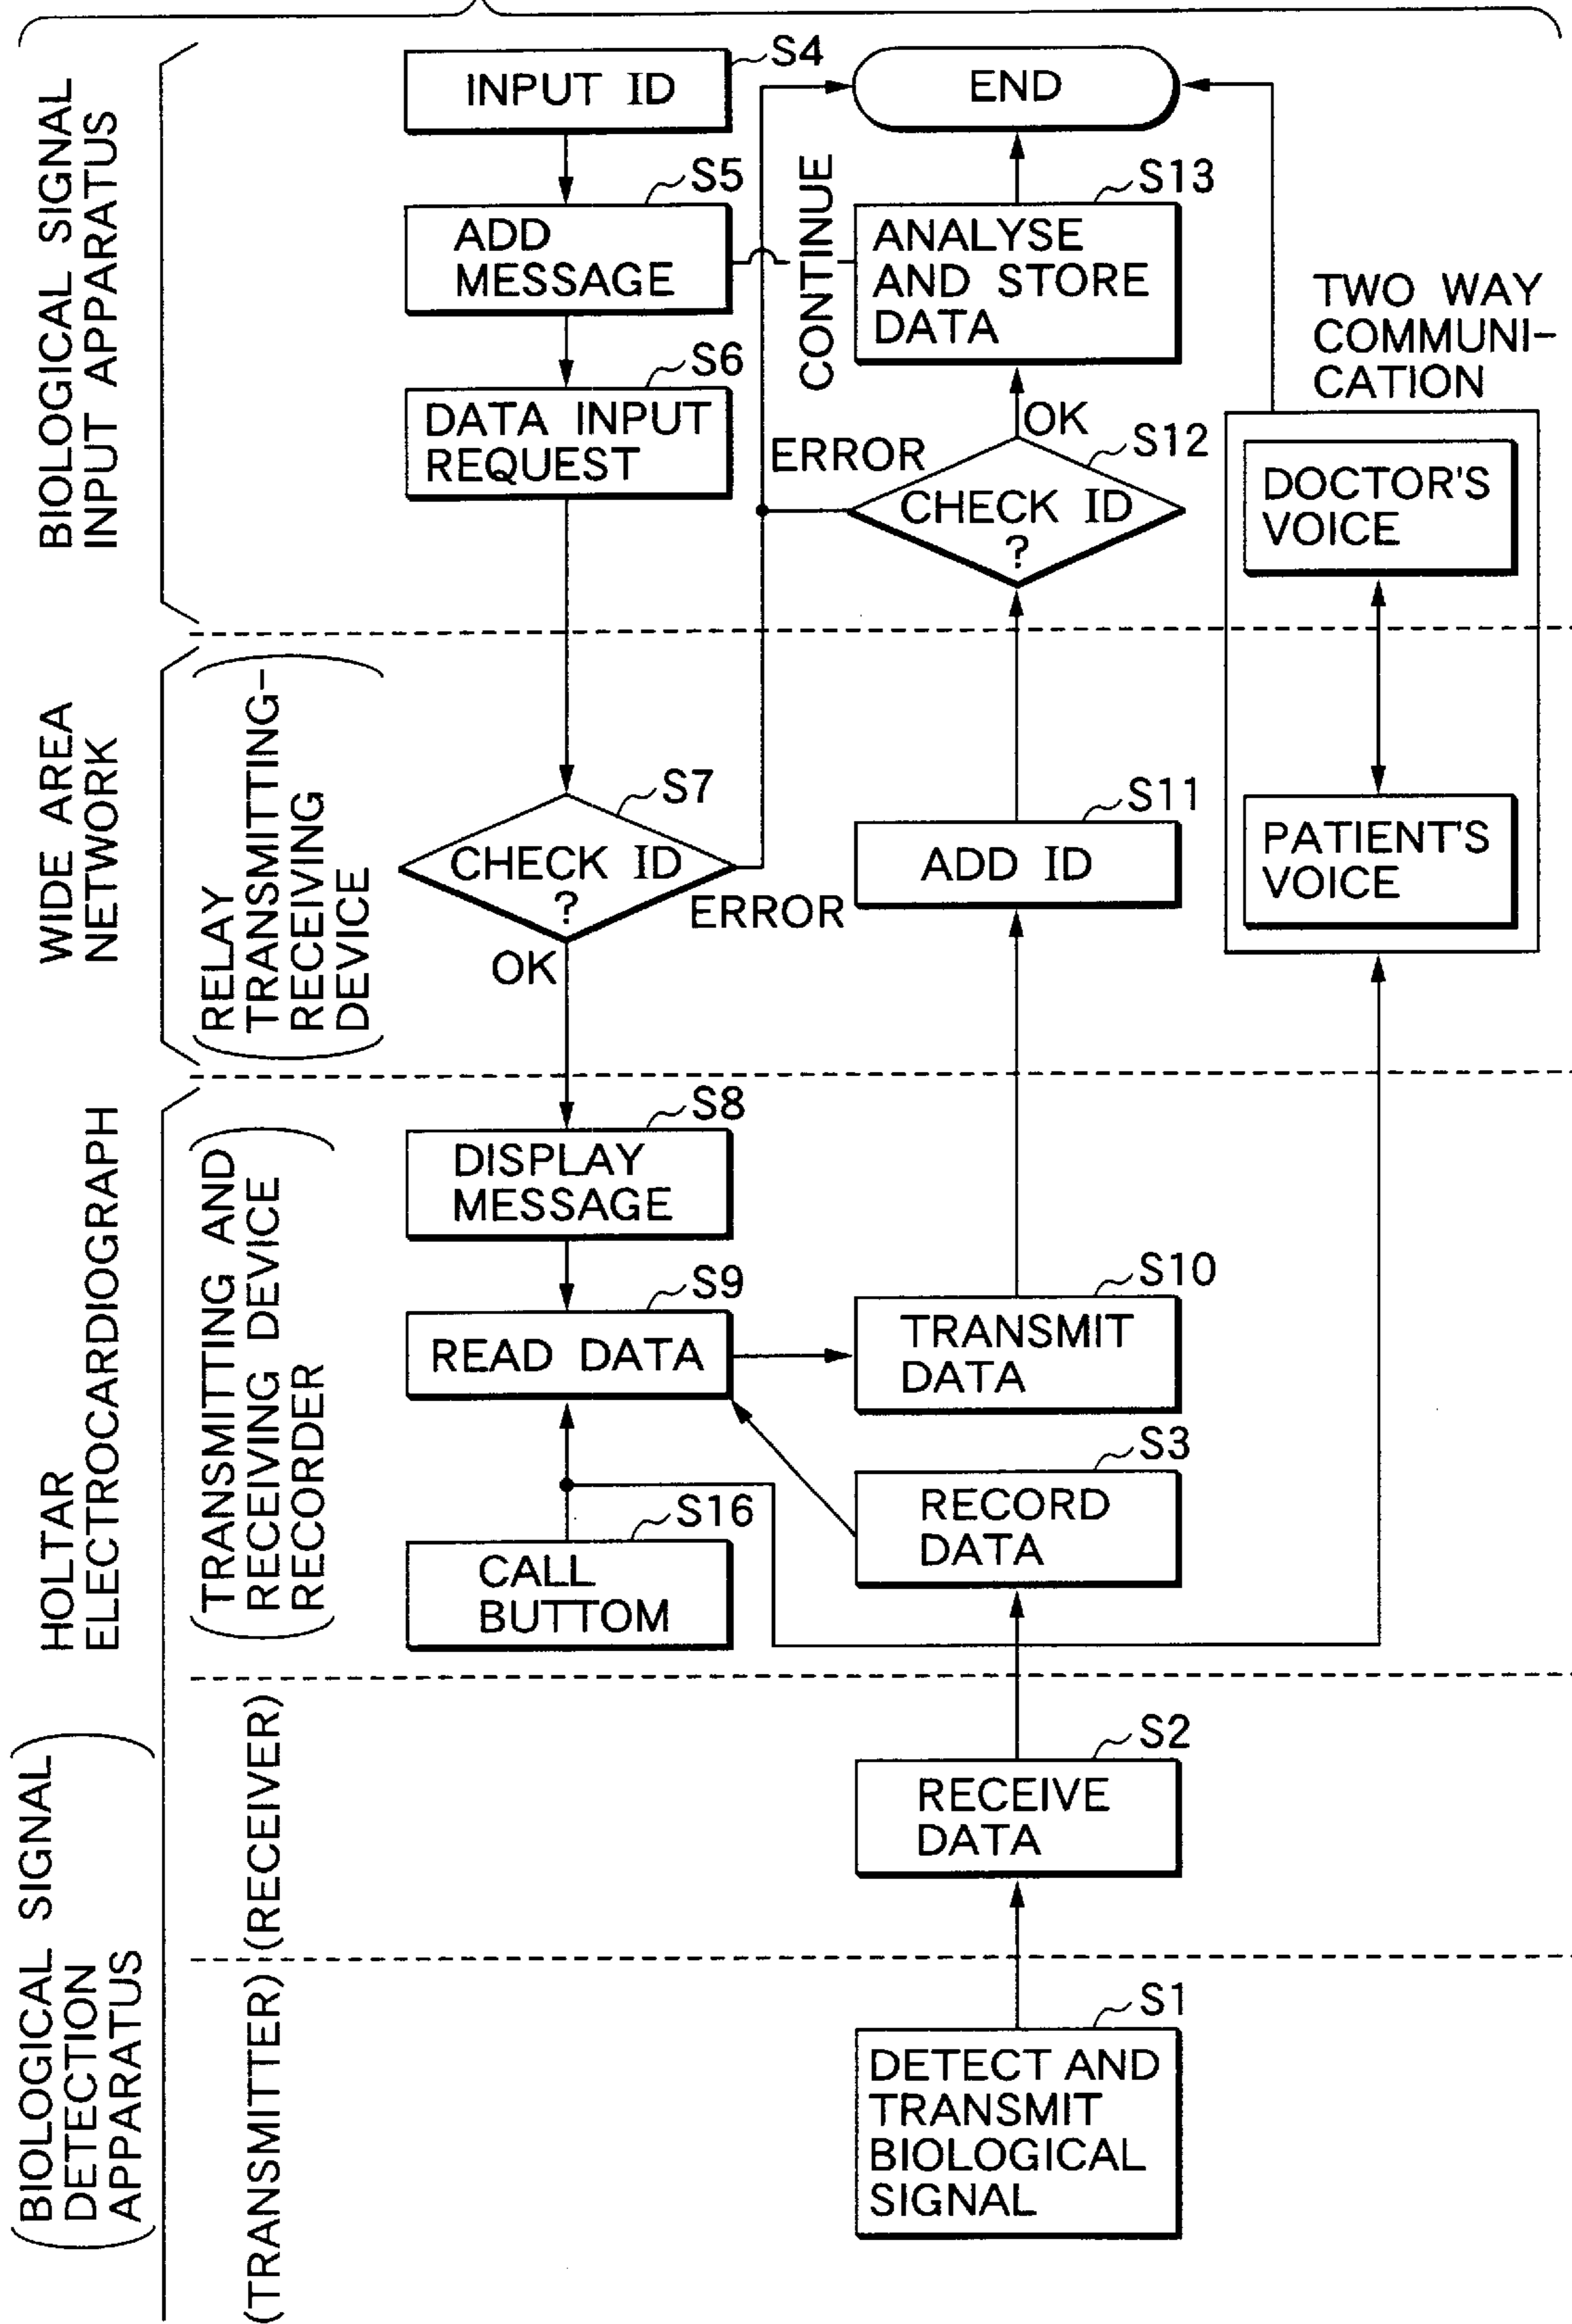 BIOLOGICAL SIGNAL
INPUT APPARATUS
INPUT ID
S4
END
ADD
MESSAGE
S5
CONTINUE
ANALYSE
AND STORE
DATA
S13
TWO WAY
COMMUNI-
CATION
DATA INPUT
REQUEST
S6
OK
ERROR
CHECK ID
?
S12
DOCTOR'S
VOICE
WIDE AREA
NETWORK
RELAY
TRANSMITTING-
RECEIVING
DEVICE
CHECK ID
?
S7
ERROR
OK
ADD ID
S11
PATIENT'S
VOICE
HOLTAR
ELECTROCARDIOGRAPH
(TRANSMITTING AND
RECEIVING DEVICE
RECORDER)
DISPLAY
MESSAGE
S8
READ DATA
S9
TRANSMIT
DATA
S10
RECORD
DATA
S3
CALL
BUTTOM
S16
(BIOLOGICAL SIGNAL
DETECTION
APPARATUS)
(RECEIVER)
RECEIVE
DATA
S2
(TRANSMITTER)
DETECT AND
TRANSMIT
BIOLOGICAL
SIGNAL
S1